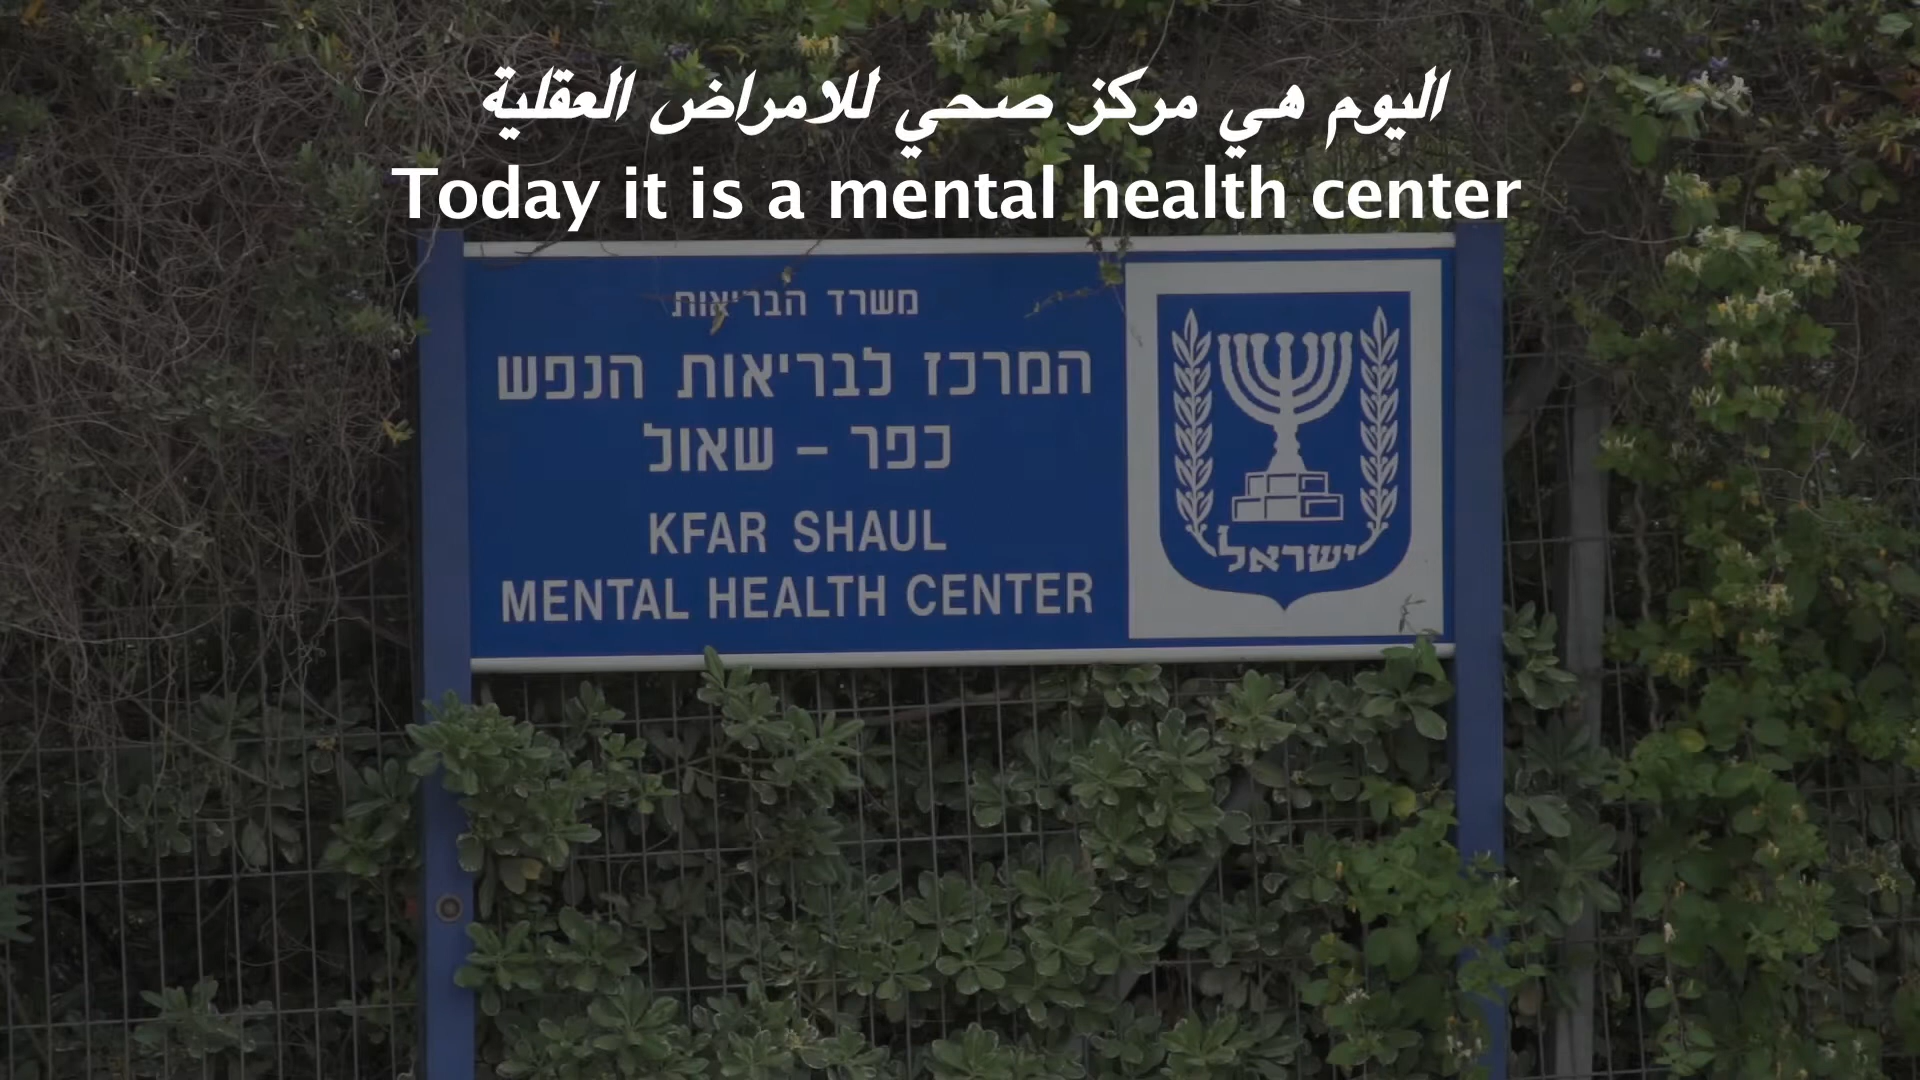 اليوم هي مركز صحي للامراض العقلية
Today it is a mental health center
משרד הבריאות
המרכז לבריאות הנפש
כפר – שאול
KFAR SHAUL
MENTAL HEALTH CENTER
ישראל